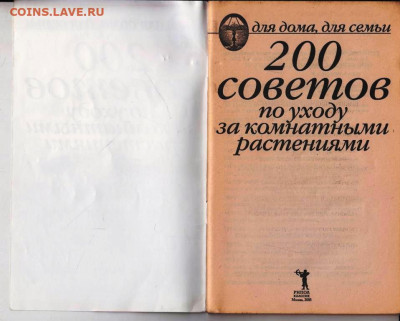 COINS.LAVE.RU
для дома, для семьи
200
советов
по уходу
за комнатными
растениями